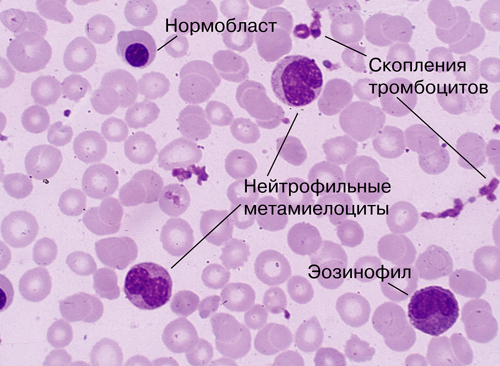 Нормобласт
Скопления
тромбоцитов
Нейтрофильные
метамиелоциты
Эозинофил